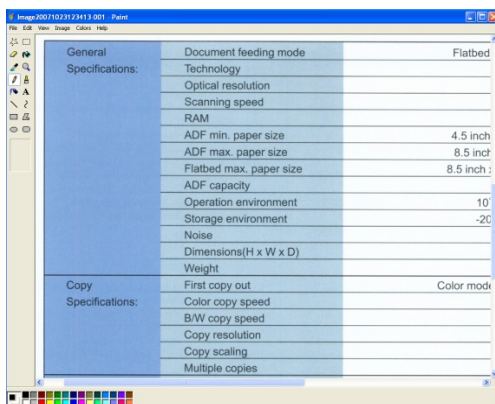 Image20071023123413-001 - Paint
File Edit View Image Colors Help
General Document feeding mode Flatbed
Specifications: Technology
Optical resolution
Scanning speed
RAM
ADF min. paper size 4.5 inch
ADF max. paper size 8.5 inch
Flatbed max. paper size 8.5 inch
ADF capacity
Operation environment 10
Storage environment -20
Noise
Dimensions(H x W x D)
Weight
Copy First copy out Color mode
Specifications: Color copy speed
B/W copy speed
Copy resolution
Copy scaling
Multiple copies